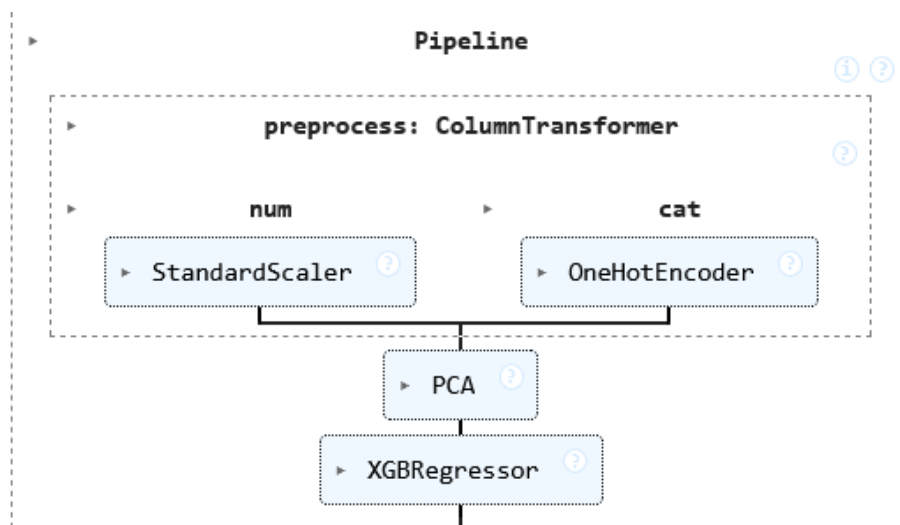 Pipeline
i ?
preprocess: ColumnTransformer
?
num cat
StandardScaler ? OneHotEncoder ?
PCA ?
XGBRegressor ?